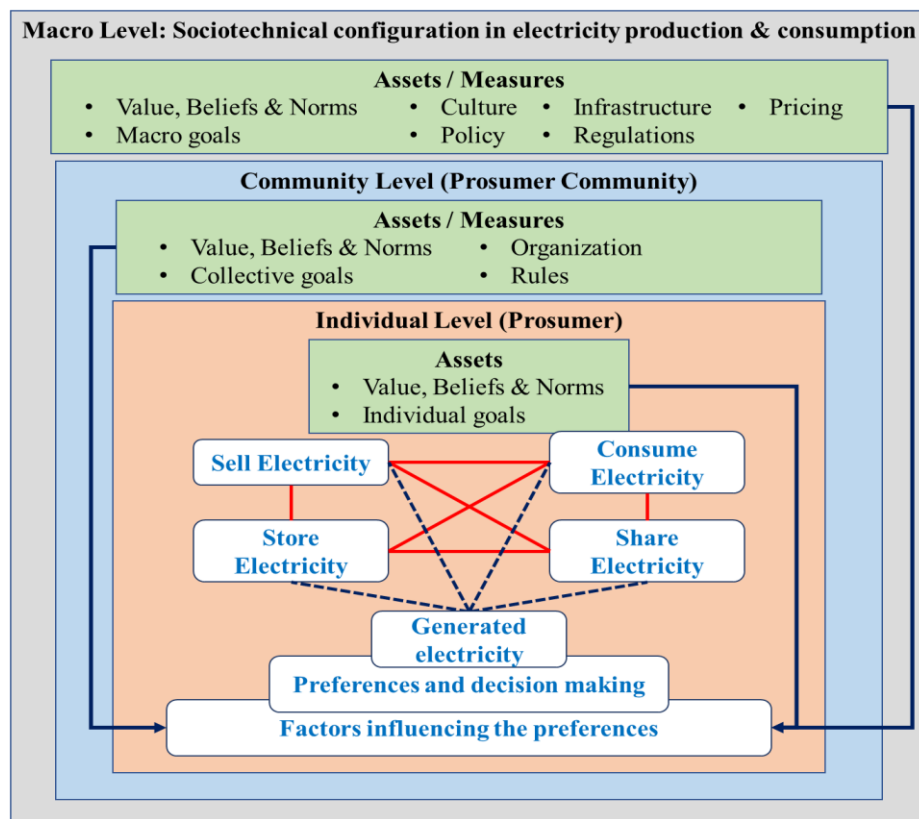 Macro Level: Sociotechnical configuration in electricity production & consumption
Assets / Measures
• Value, Beliefs & Norms • Culture • Infrastructure • Pricing
• Macro goals • Policy • Regulations
Community Level (Prosumer Community)
Assets / Measures
• Value, Beliefs & Norms • Organization
• Collective goals • Rules
Individual Level (Prosumer)
Assets
• Value, Beliefs & Norms
• Individual goals
Sell Electricity
Consume
Electricity
Store
Electricity
Share
Electricity
Generated
electricity
Preferences and decision making
Factors influencing the preferences